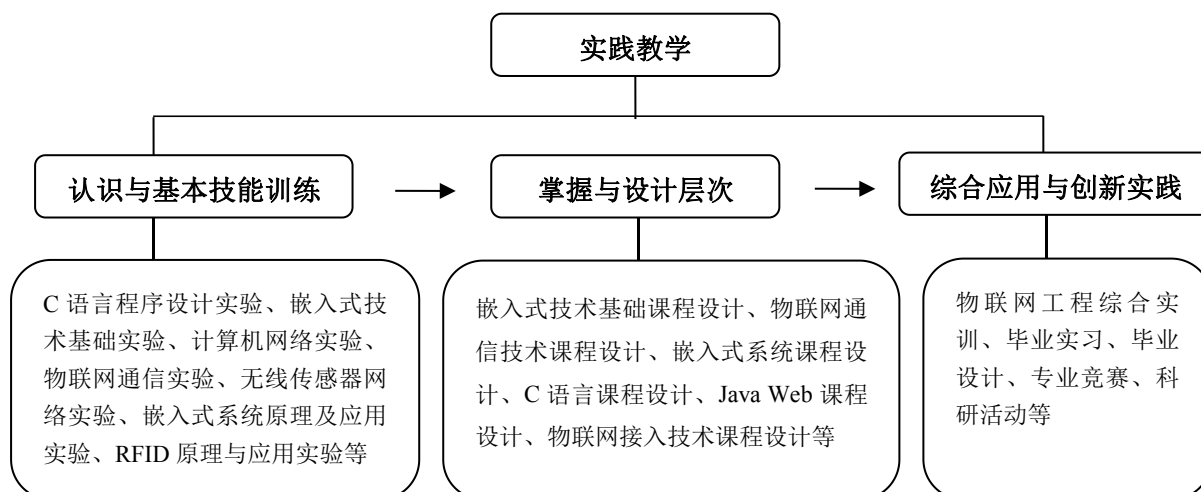 实践教学
认识与基本技能训练
掌握与设计层次
综合应用与创新实践
C 语言程序设计实验、嵌入式技
术基础实验、计算机网络实验、
物联网通信实验、无线传感器网
络实验、嵌入式系统原理及应用
实验、RFID 原理与应用实验等
嵌入式技术基础课程设计、物联网通
信技术课程设计、嵌入式系统课程设
计、C 语言课程设计、Java Web 课程
设计、物联网接入技术课程设计等
物联网工程综合实
训、毕业实习、毕业
设计、专业竞赛、科
研活动等